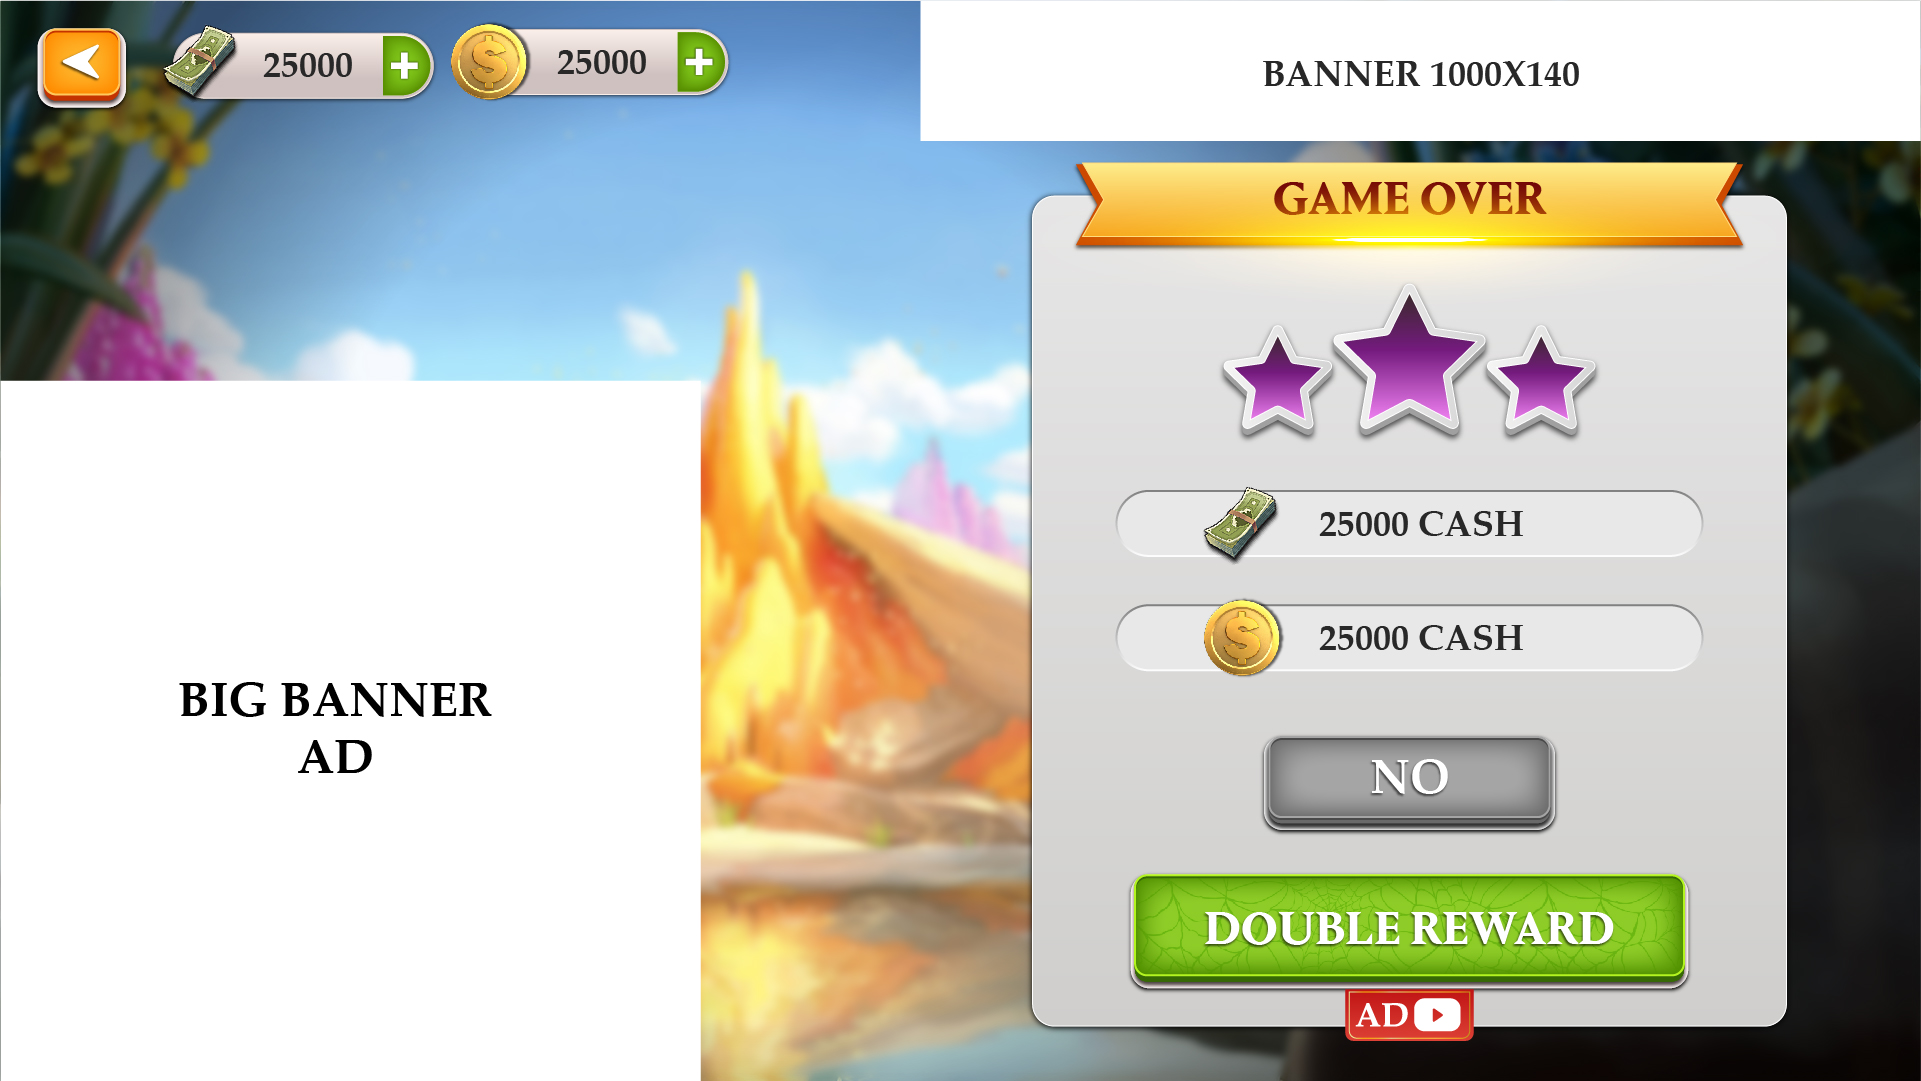 25000
25000
BANNER 1000X140
GAME OVER
25000 CASH
25000 CASH
NO
DOUBLE REWARD
AD
BIG BANNER
AD